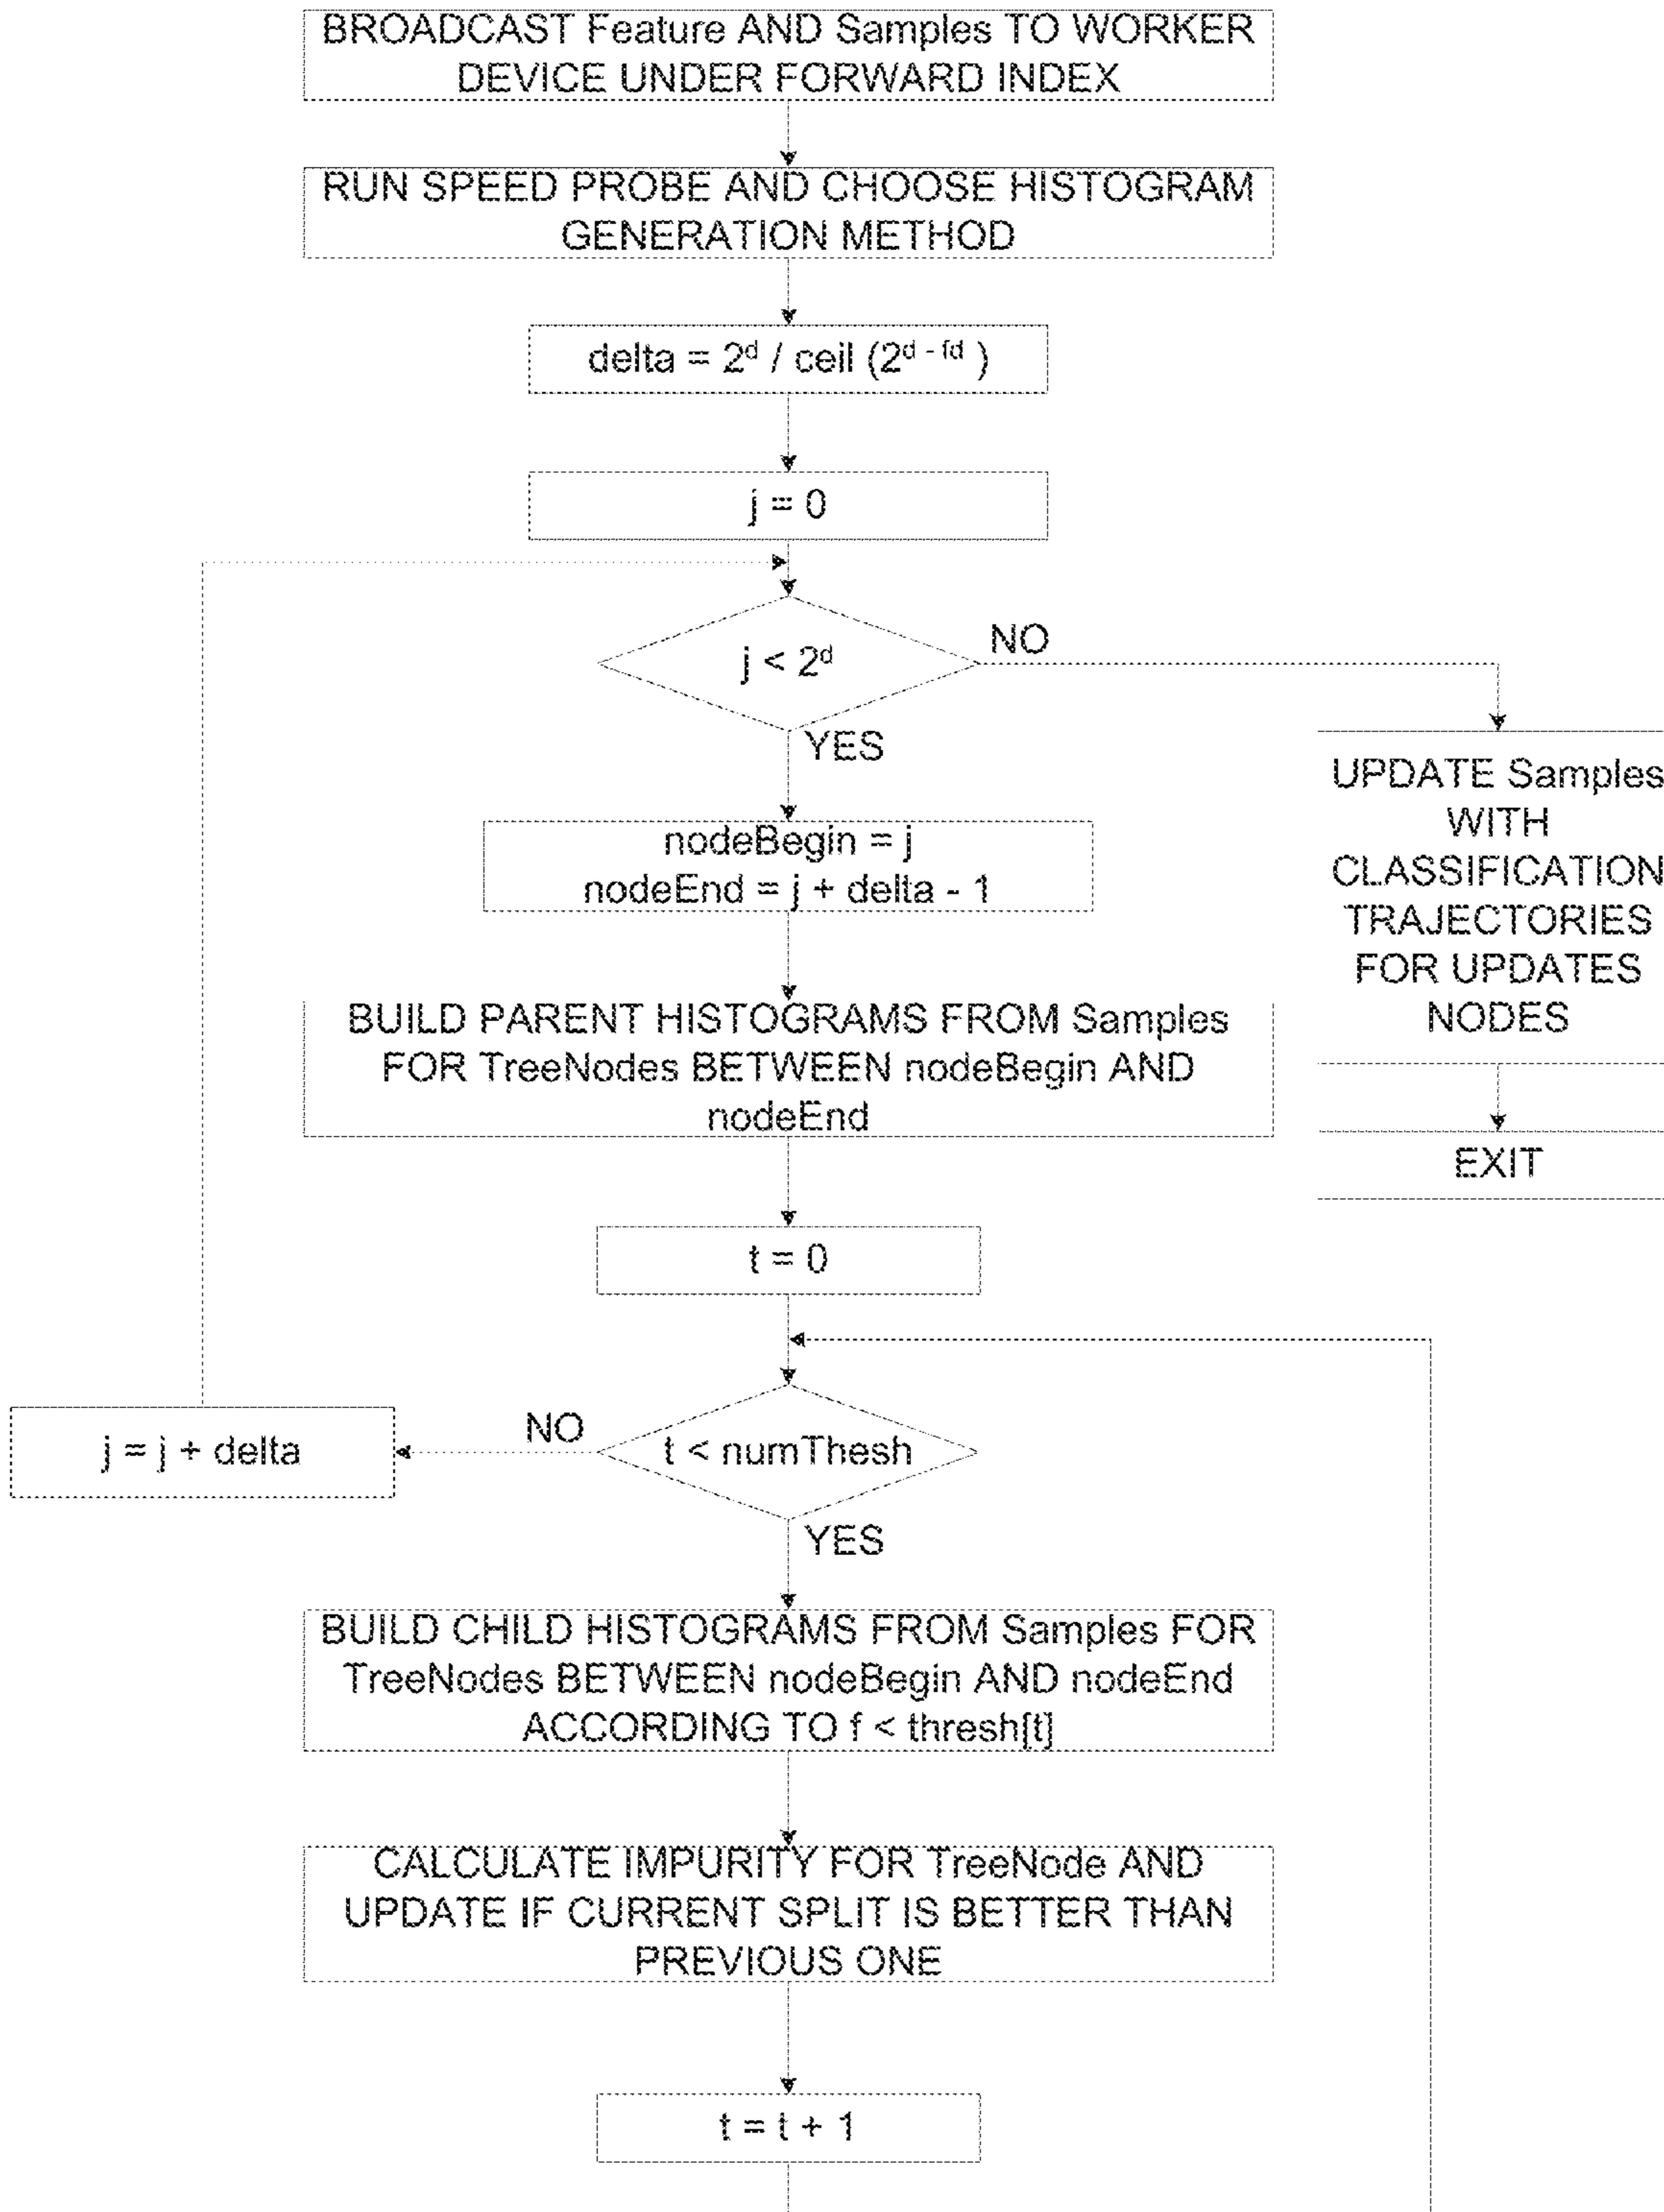 BROADCAST Feature AND Samples TO WORKER
DEVICE UNDER FORWARD INDEX
RUN SPEED PROBE AND CHOOSE HISTOGRAM
GENERATION METHOD
delta = 2^d / ceil (2^{d - fd} )
j = 0
j < 2^d
NO
YES
UPDATE Samples
WITH
CLASSIFICATION
TRAJECTORIES
FOR UPDATES
NODES
EXIT
nodeBegin = j
nodeEnd = j + delta - 1
BUILD PARENT HISTOGRAMS FROM Samples
FOR TreeNodes BETWEEN nodeBegin AND
nodeEnd
t = 0
t < numThesh
NO
j = j + delta
YES
BUILD CHILD HISTOGRAMS FROM Samples FOR
TreeNodes BETWEEN nodeBegin AND nodeEnd
ACCORDING TO f < thresh[t]
CALCULATE IMPURITY FOR TreeNode AND
UPDATE IF CURRENT SPLIT IS BETTER THAN
PREVIOUS ONE
t = t + 1